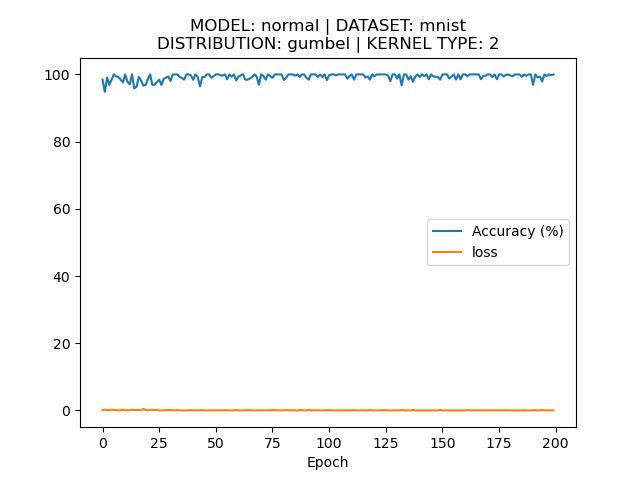 MODEL: normal | DATASET: mnist
DISTRIBUTION: gumbel | KERNEL TYPE: 2
100
80
60
40
20
0
Accuracy (%)
loss
0 25 50 75 100 125 150 175 200
Epoch